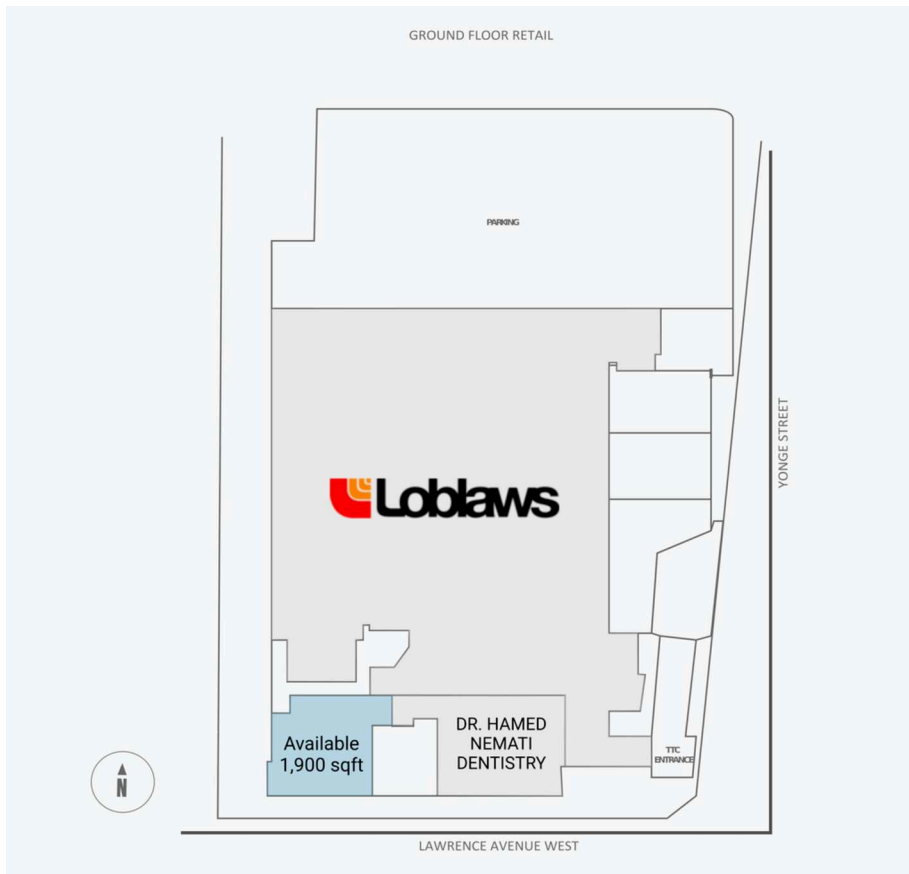 GROUND FLOOR RETAIL
PARKING
YONGE STREET
Loblaws
DR. HAMED
NEMATI
DENTISTRY
Available
1,900 sqft
TTC
ENTRANCE
N
LAWRENCE AVENUE WEST